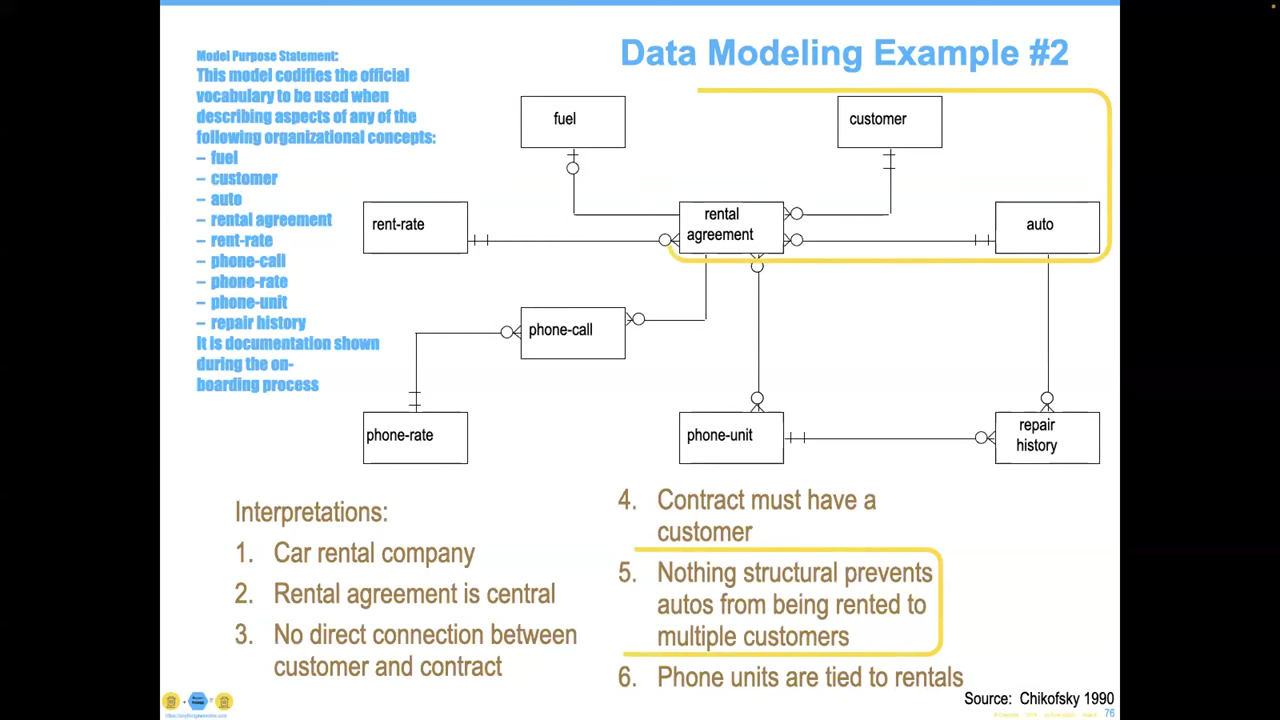 Data Modeling Example #2
Model Purpose Statement:
This model codifies the official
vocabulary to be used when
describing aspects of any of the
following organizational concepts:
– fuel
– customer
– auto
– rental agreement
– rent-rate
– phone-call
– phone-rate
– phone-unit
– repair history
It is documentation shown
during the on-
boarding process
fuel
customer
rent-rate
rental
agreement
auto
phone-call
phone-rate
phone-unit
repair
history
Interpretations:
1. Car rental company
2. Rental agreement is central
3. No direct connection between
customer and contract
4. Contract must have a
customer
5. Nothing structural prevents
autos from being rented to
multiple customers
6. Phone units are tied to rentals
Source: Chikofsky 1990
76